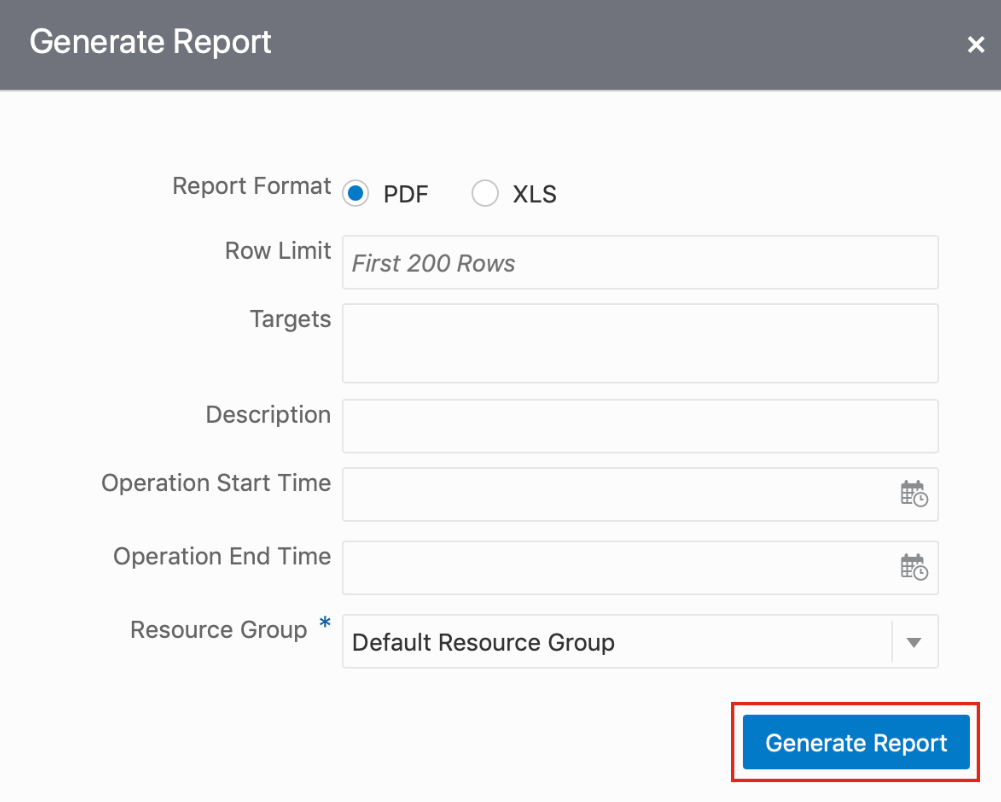 Generate Report
×
Report Format PDF XLS
Row Limit First 200 Rows
Targets
Description
Operation Start Time
Operation End Time
Resource Group * Default Resource Group
Generate Report